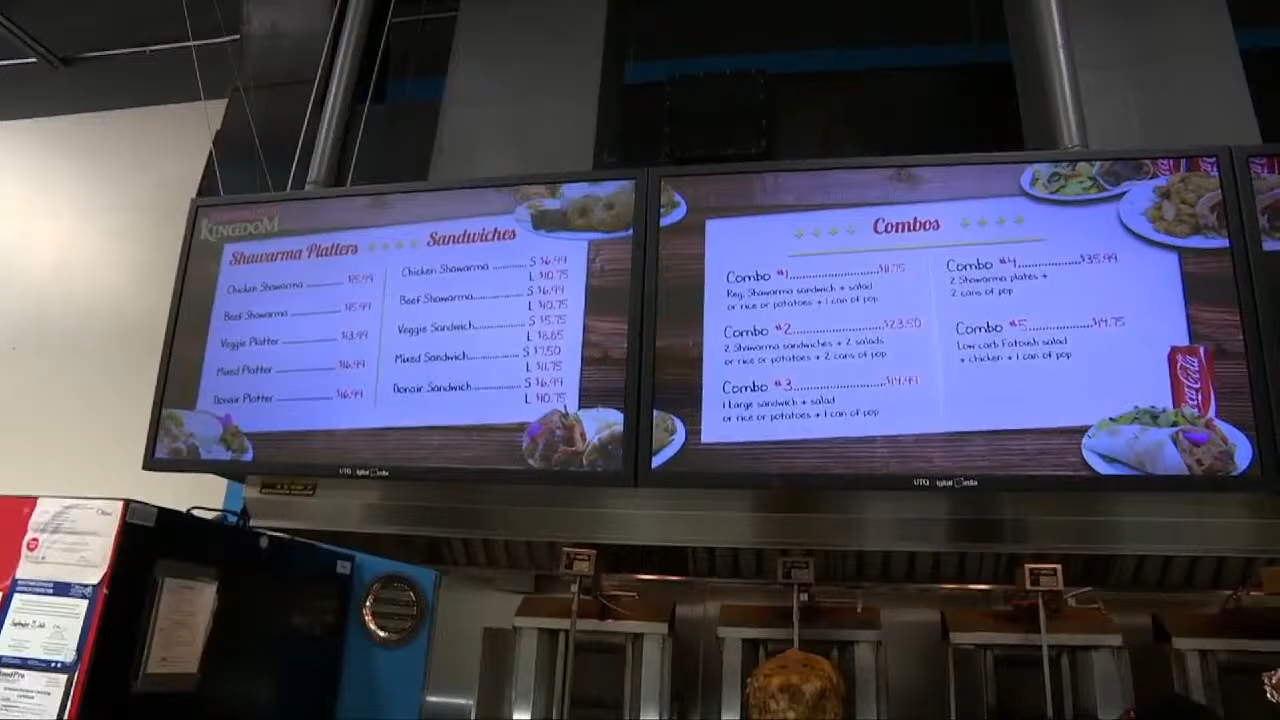 KINGDOM
Shawarma Platters
Chicken Shawarma $15.99
Beef Shawarma $15.99
Veggie Platter $13.99
Mixed Platter $16.99
Donair Platter $16.99
Sandwiches
Chicken Shawarma S $6.99
L $10.75
Beef Shawarma S $6.99
L $10.75
Veggie Sandwich S $5.75
L $8.65
Mixed Sandwich S $7.50
L $11.75
Donair Sandwich S $6.99
L $10.75
Combos
Combo #1 $11.75
Reg. Shawarma sandwich + salad
or rice or potatoes + 1 can of pop
Combo #2 $23.50
2 Shawarma sandwiches + 2 salads
or rice or potatoes + 2 cans of pop
Combo #3 $14.99
1 Large sandwich + salad
or rice or potatoes + 1 can of pop
Combo #4 $35.99
2 Shawarma plates +
2 cans of pop
Combo #5 $14.75
Low carb Fatoush salad
+ chicken + 1 can of pop
Coca-Cola